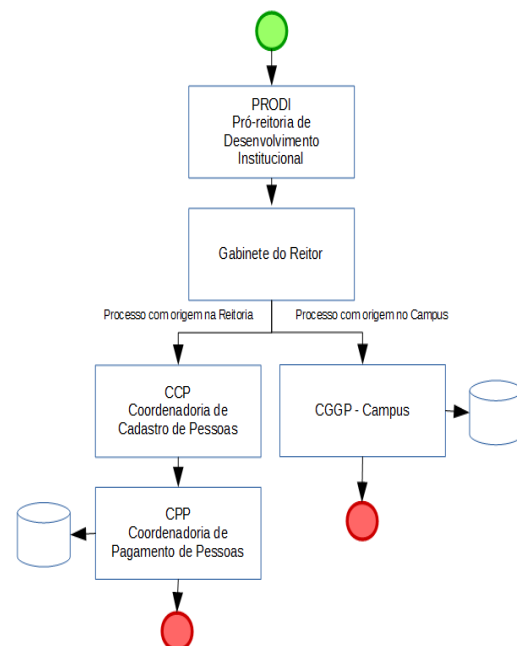 PRODI
Pró-reitoria de
Desenvolvimento
Institucional
Gabinete do Reitor
Processo com origem na Reitoria
Processo com origem no Campus
CCP
Coordenadoria de
Cadastro de Pessoas
CGGP - Campus
CPP
Coordenadoria de
Pagamento de Pessoas